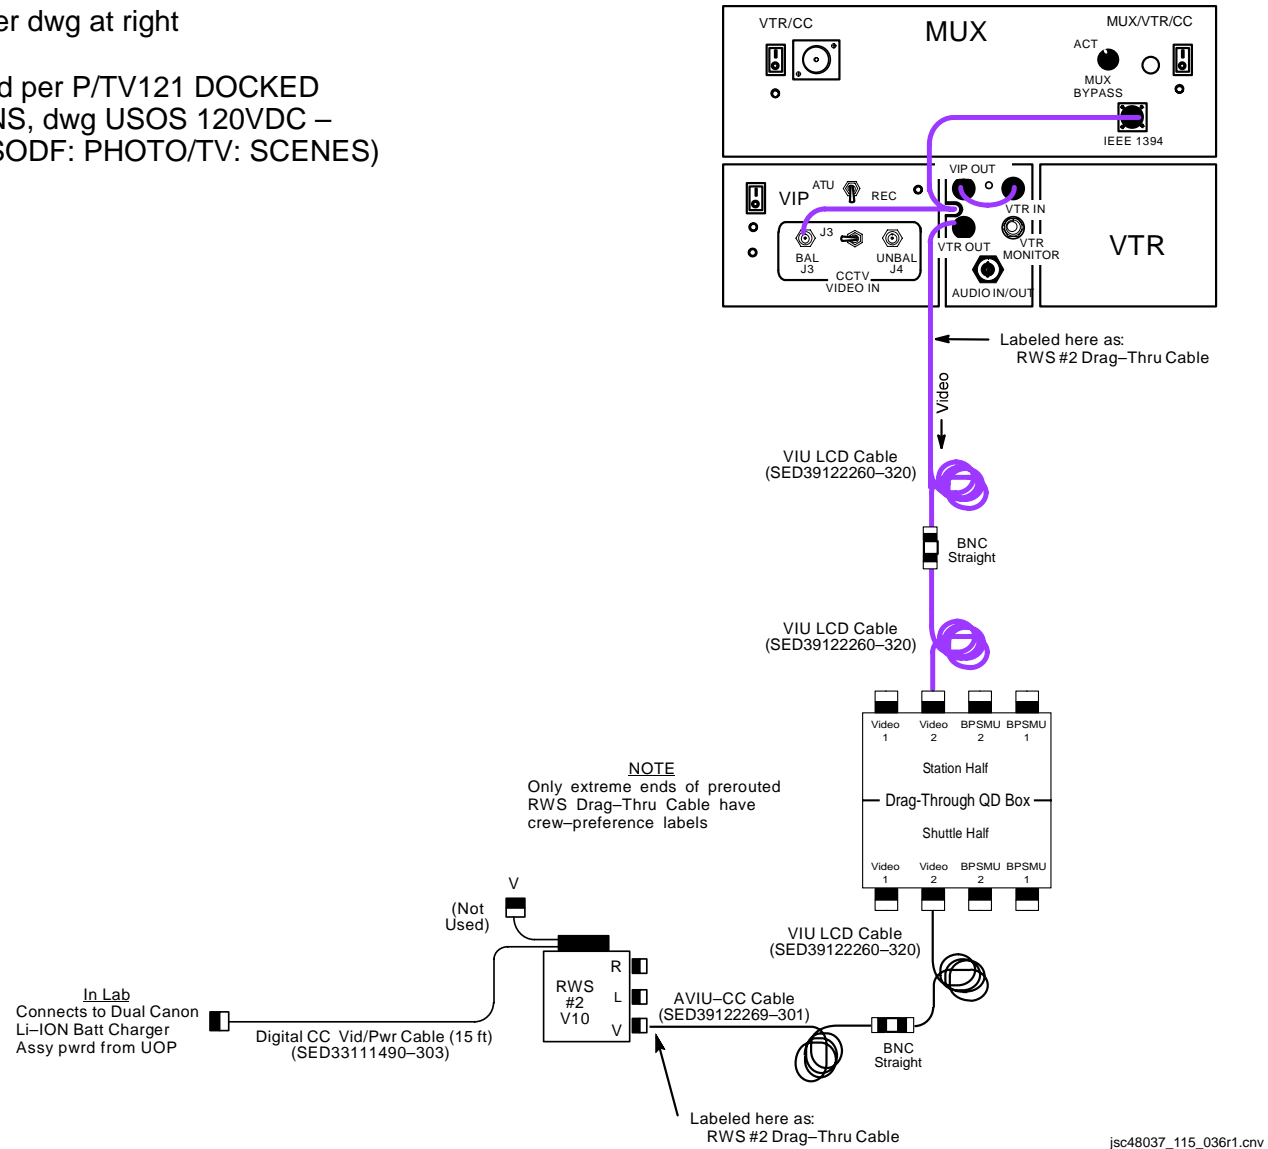 er dwg at right
d per P/TV121 DOCKED
NS, dwg USOS 120VDC –
SODF: PHOTO/TV: SCENES)
VTR/CC
MUX
MUX/VTR/CC
ACT
MUX
BYPASS
IEEE 1394
VIP
ATU
REC
J3
BAL
J3
UNBAL
J4
CCTV
VIDEO IN
VIP OUT
VTR IN
VTR OUT
VTR
MONITOR
AUDIO IN/OUT
VTR
Labeled here as:
RWS #2 Drag–Thru Cable
Video
VIU LCD Cable
(SED39122260–320)
BNC
Straight
VIU LCD Cable
(SED39122260–320)
Video
1
Video
2
BPSMU
2
BPSMU
1
Station Half
Drag-Through QD Box
Shuttle Half
Video
1
Video
2
BPSMU
2
BPSMU
1
NOTE
Only extreme ends of prerouted
RWS Drag–Thru Cable have
crew–preference labels
V
(Not
Used)
VIU LCD Cable
(SED39122260–320)
R
L
V
RWS
#2
V10
AVIU–CC Cable
(SED39122269–301)
BNC
Straight
In Lab
Connects to Dual Canon
Li–ION Batt Charger
Assy pwrd from UOP
Digital CC Vid/Pwr Cable (15 ft)
(SED33111490–303)
Labeled here as:
RWS #2 Drag–Thru Cable
jsc48037_115_036r1.cnv